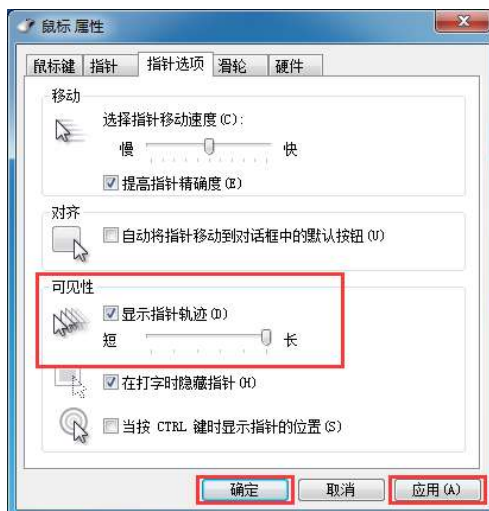 鼠标 属性
鼠标键 指针 指针选项 滑轮 硬件
移动
选择指针移动速度(C):
慢 快
提高指针精确度(E)
对齐
自动将指针移动到对话框中的默认按钮(U)
可见性
显示指针轨迹(D)
短 长
在打字时隐藏指针(H)
当按 CTRL 键时显示指针的位置(S)
确定 取消 应用(A)